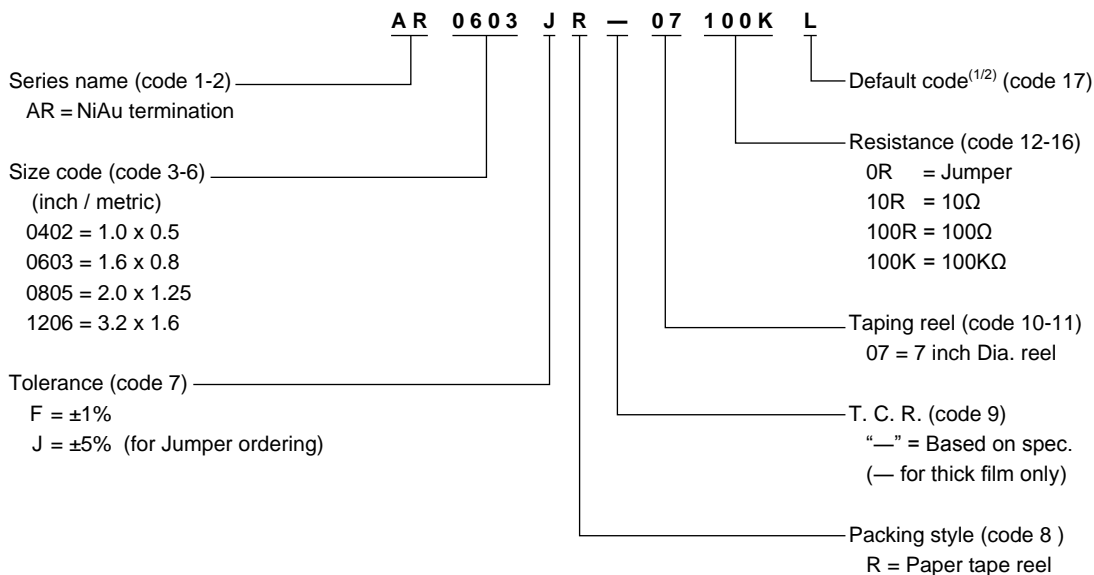 AR 0603 J R — 07 100K L
Series name (code 1-2)
AR = NiAu termination
Size code (code 3-6)
(inch / metric)
0402 = 1.0 x 0.5
0603 = 1.6 x 0.8
0805 = 2.0 x 1.25
1206 = 3.2 x 1.6
Tolerance (code 7)
F = ±1%
J = ±5% (for Jumper ordering)
Default code(1/2) (code 17)
Resistance (code 12-16)
0R = Jumper
10R = 10Ω
100R = 100Ω
100K = 100KΩ
Taping reel (code 10-11)
07 = 7 inch Dia. reel
T. C. R. (code 9)
“—” = Based on spec.
(— for thick film only)
Packing style (code 8 )
R = Paper tape reel